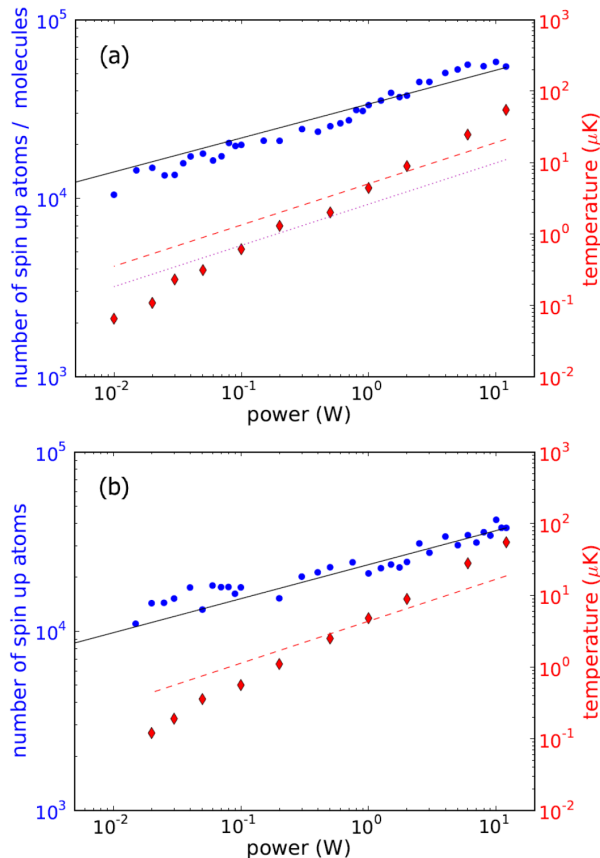 (a)
number of spin up atoms / molecules
10^5
10^4
10^3
10^3
10^2
10^1
10^0
10^-1
10^-2
temperature (μK)
10^-2 10^-1 10^0 10^1
power (W)
(b)
number of spin up atoms
10^5
10^4
10^3
10^3
10^2
10^1
10^0
10^-1
10^-2
temperature (μK)
10^-2 10^-1 10^0 10^1
power (W)